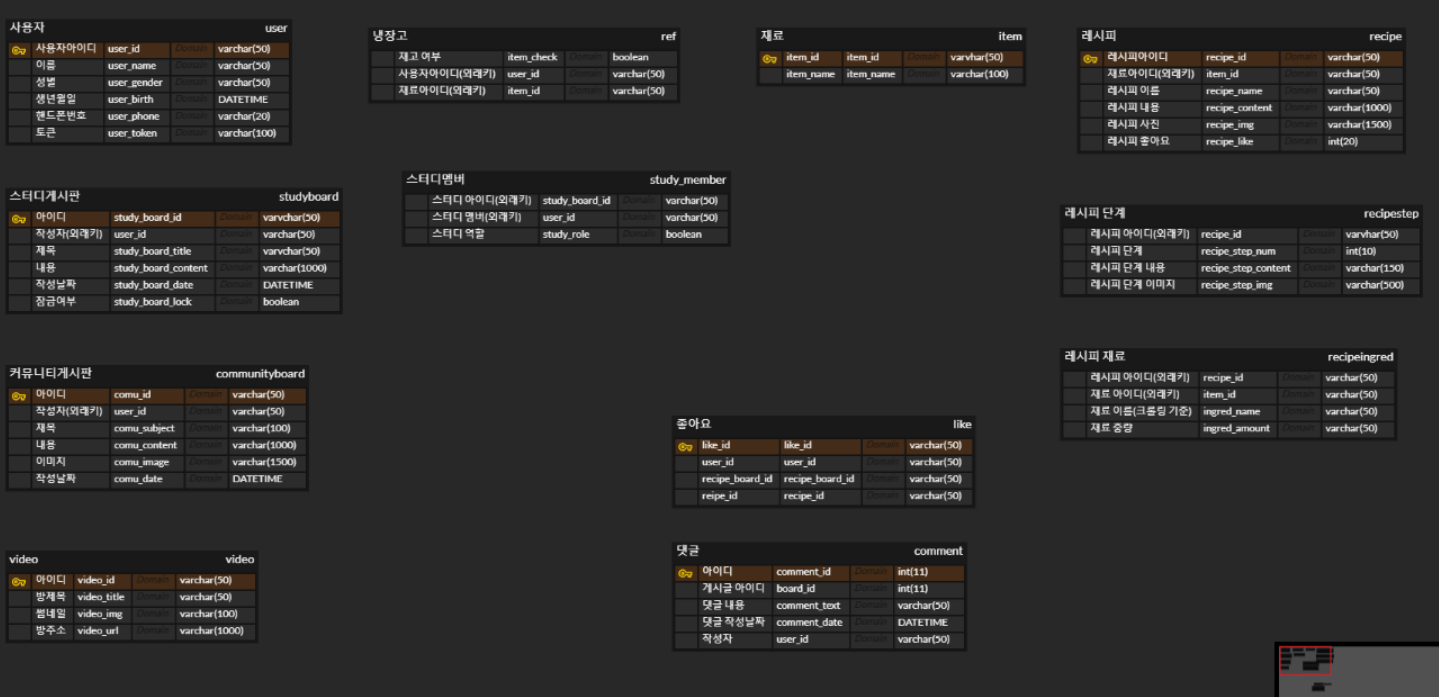 사용자 user
사용자아이디 user_id Domain varchar(50)
이름 user_name Domain varchar(50)
성별 user_gender Domain varchar(50)
생년월일 user_birth Domain DATETIME
핸드폰번호 user_phone Domain varchar(20)
토큰 user_token Domain varchar(100)
냉장고 ref
재고 여부 item_check Domain boolean
사용자아이디(외래키) user_id Domain varchar(50)
재료아이디(외래키) item_id Domain varchar(50)
재료 item
item_id item_id Domain varvhar(50)
item_name item_name Domain varchar(100)
레시피 recipe
레시피아이디 recipe_id Domain varchar(50)
재료아이디(외래키) item_id Domain varchar(50)
레시피 이름 recipe_name Domain varchar(50)
레시피 내용 recipe_content Domain varchar(1000)
레시피 사진 recipe_img Domain varchar(1500)
레시피 좋아요 recipe_like Domain int(20)
스터디게시판 studyboard
아이디 study_board_id Domain varvchar(50)
작성자(외래키) user_id Domain varchar(50)
제목 study_board_title Domain varvchar(50)
내용 study_board_content Domain varchar(1000)
작성날짜 study_board_date Domain DATETIME
잠금여부 study_board_lock Domain boolean
스터디멤버 study_member
스터디 아이디(외래키) study_board_id Domain varchar(50)
스터디 멤버(외래키) user_id Domain varchar(50)
스터디 역할 study_role Domain boolean
레시피 단계 recipestep
레시피 아이디(외래키) recipe_id Domain varvhar(50)
레시피 단계 recipe_step_num Domain int(10)
레시피 단계 내용 recipe_step_content Domain varchar(150)
레시피 단계 이미지 recipe_step_img Domain varchar(500)
커뮤니티게시판 communityboard
아이디 comu_id Domain varchar(50)
작성자(외래키) user_id Domain varchar(50)
재목 comu_subject Domain varchar(100)
내용 comu_content Domain varchar(1000)
이미지 comu_image Domain varchar(1500)
작성날짜 comu_date Domain DATETIME
레시피 재료 recipeingred
레시피 아이디(외래키) recipe_id Domain varchar(50)
재료 아이디(외래키) item_id Domain varchar(50)
재료 이름(크롤링 기준) ingred_name Domain varchar(50)
재료 중량 ingred_amount Domain varchar(50)
좋아요 like
like_id like_id Domain varchar(50)
user_id user_id Domain varchar(50)
recipe_board_id recipe_board_id Domain varchar(50)
reipe_id recipe_id Domain varchar(50)
video video
아이디 video_id Domain varchar(50)
방제목 video_title Domain varchar(50)
썸네일 video_img Domain varchar(100)
방주소 video_url Domain varchar(1000)
댓글 comment
아이디 comment_id Domain int(11)
게시글 아이디 board_id Domain int(11)
댓글 내용 comment_text Domain varchar(50)
댓글 작성날짜 comment_date Domain DATETIME
작성자 user_id Domain varchar(50)